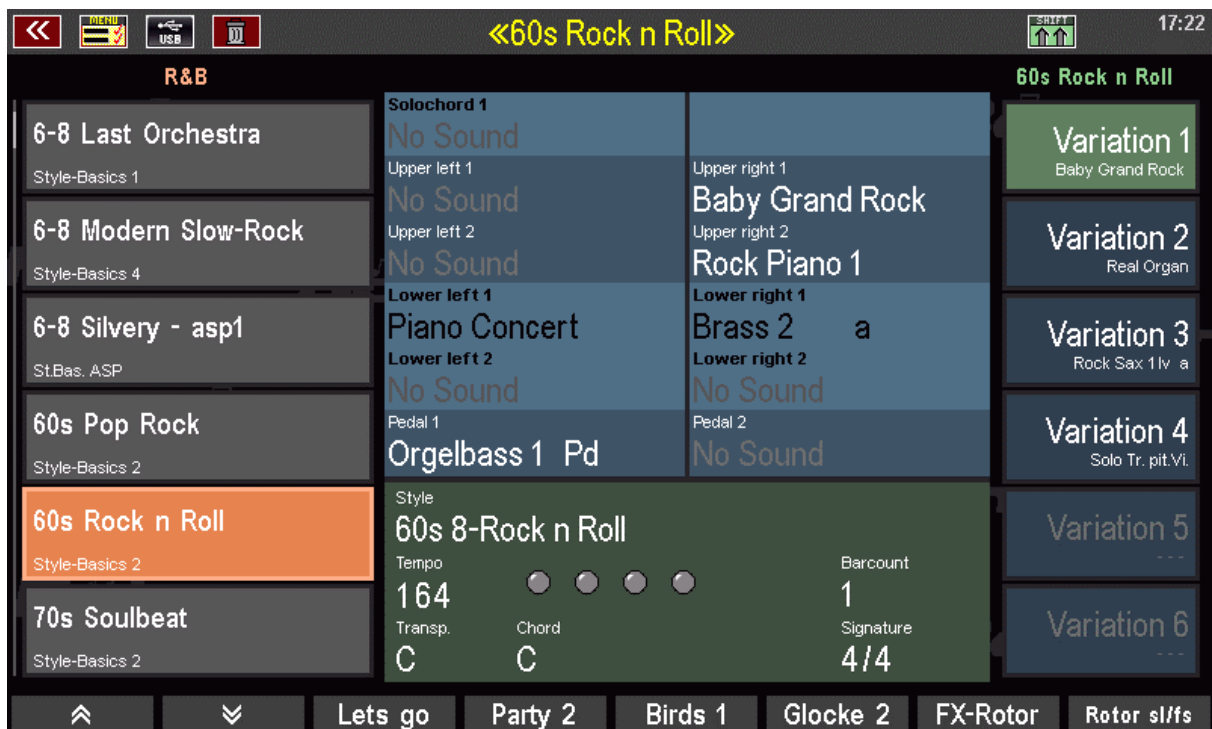 MENU
USB
«60s Rock n Roll»
SHIFT
17:22
R&B
60s Rock n Roll
6-8 Last Orchestra
Style-Basics 1
6-8 Modern Slow-Rock
Style-Basics 4
6-8 Silvery - asp1
St.Bas. ASP
60s Pop Rock
Style-Basics 2
60s Rock n Roll
Style-Basics 2
70s Soulbeat
Style-Basics 2
Solochord 1
No Sound
Upper left 1
No Sound
Upper right 1
Baby Grand Rock
Upper left 2
No Sound
Upper right 2
Rock Piano 1
Lower left 1
Piano Concert
Lower right 1
Brass 2 a
Lower left 2
No Sound
Lower right 2
No Sound
Pedal 1
Orgelbass 1 Pd
Pedal 2
No Sound
Style
60s 8-Rock n Roll
Tempo
164
Barcount
1
Transp.
C
Chord
C
Signature
4/4
Variation 1
Baby Grand Rock
Variation 2
Real Organ
Variation 3
Rock Sax 1lv a
Variation 4
Solo Tr. pit.Vi.
Variation 5
---
Variation 6
---
Lets go
Party 2
Birds 1
Glocke 2
FX-Rotor
Rotor sl/fs